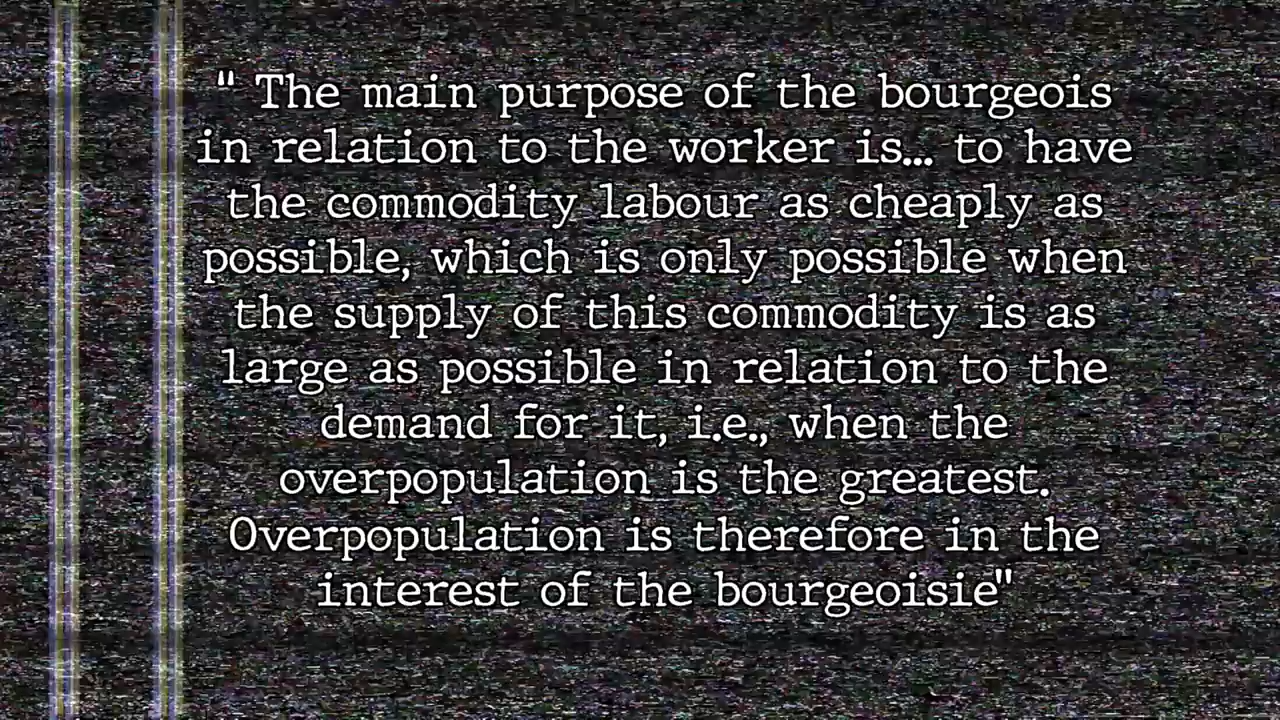 " The main purpose of the bourgeois
in relation to the worker is... to have
the commodity labour as cheaply as
possible, which is only possible when
the supply of this commodity is as
large as possible in relation to the
demand for it, i.e., when the
overpopulation is the greatest.
Overpopulation is therefore in the
interest of the bourgeoisie"